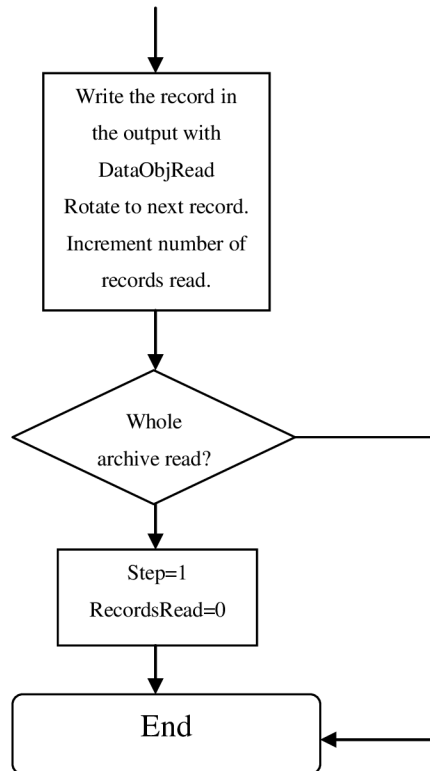 Write the record in
the output with
DataObjRead
Rotate to next record.
Increment number of
records read.
Whole
archive read?
Step=1
RecordsRead=0
End